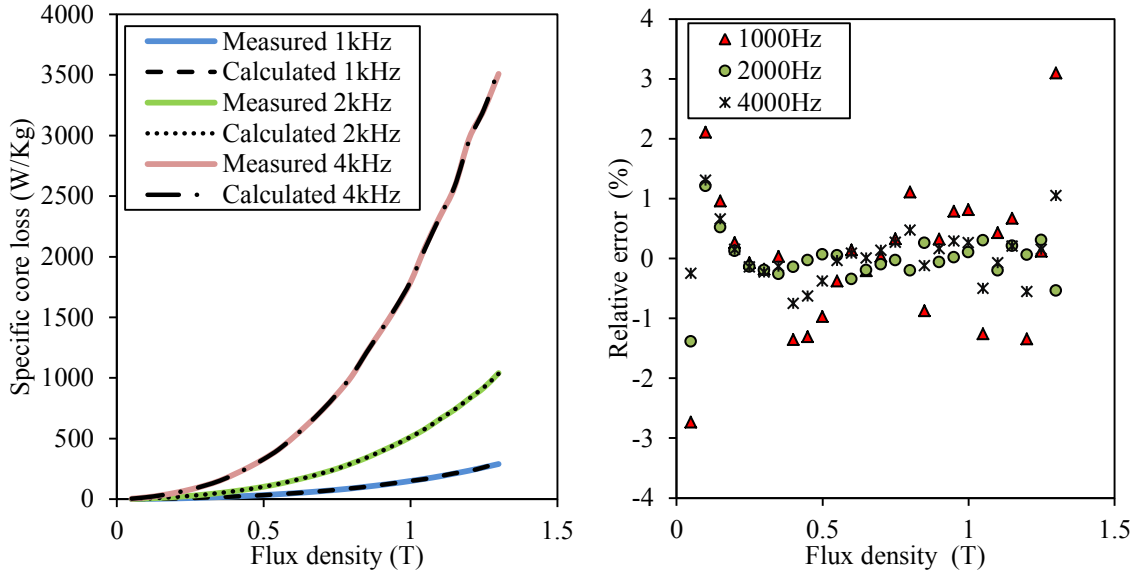 4000
3500
3000
2500
2000
1500
1000
500
0
0
0.5
1
1.5
Specific core loss (W/Kg)
Flux density (T)
Measured 1kHz
Calculated 1kHz
Measured 2kHz
Calculated 2kHz
Measured 4kHz
Calculated 4kHz
4
3
2
1
0
-1
-2
-3
-4
0
0.5
1
1.5
Relative error (%)
Flux density (T)
1000Hz
2000Hz
4000Hz